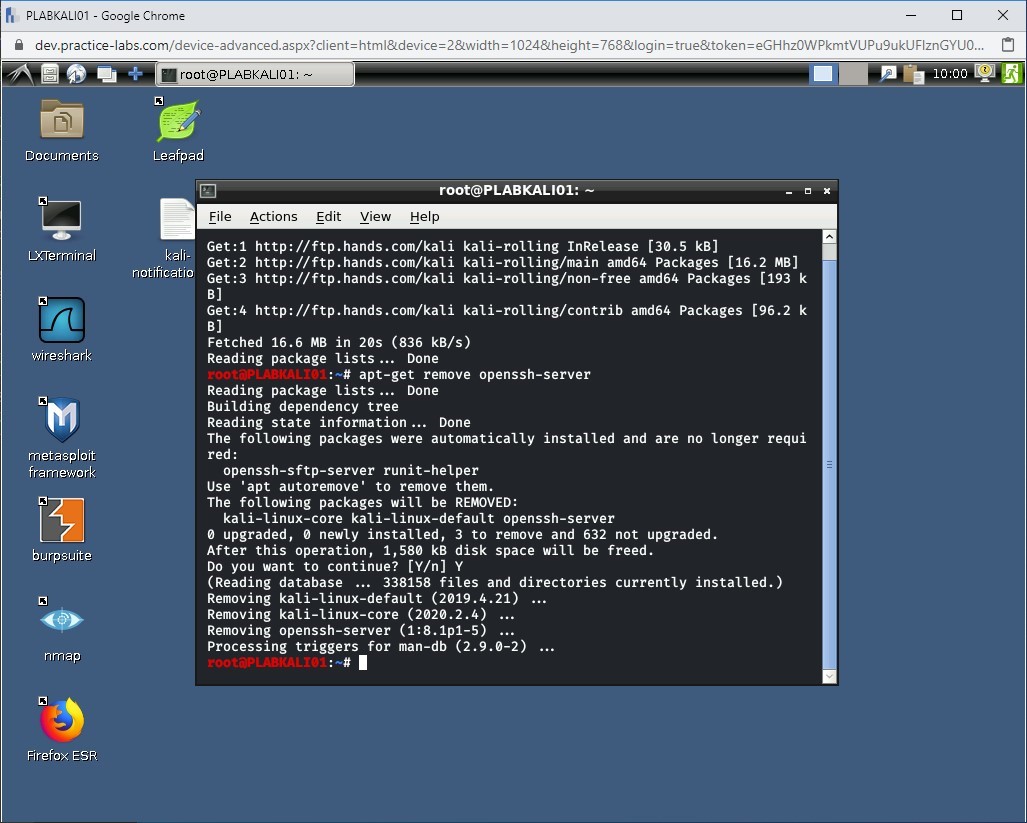 PLABKALI01 - Google Chrome
dev.practice-labs.com/device-advanced.aspx?client=html&device=2&width=1024&height=768&login=true&token=eGHhz0WPkmtVUPu9ukUFlznGYU0...
root@PLABKALI01: ~
10:00
Documents
Leafpad
LXTerminal
kali-
notificatio
wireshark
metasploit
framework
burpsuite
nmap
Firefox ESR
root@PLABKALI01: ~
File Actions Edit View Help
Get:1 http://ftp.hands.com/kali kali-rolling InRelease [30.5 kB]
Get:2 http://ftp.hands.com/kali kali-rolling/main amd64 Packages [16.2 MB]
Get:3 http://ftp.hands.com/kali kali-rolling/non-free amd64 Packages [193 k
B]
Get:4 http://ftp.hands.com/kali kali-rolling/contrib amd64 Packages [96.2 k
B]
Fetched 16.6 MB in 20s (836 kB/s)
Reading package lists... Done
root@PLABKALI01:~# apt-get remove openssh-server
Reading package lists... Done
Building dependency tree
Reading state information... Done
The following packages were automatically installed and are no longer requi
red:
openssh-sftp-server runit-helper
Use 'apt autoremove' to remove them.
The following packages will be REMOVED:
kali-linux-core kali-linux-default openssh-server
0 upgraded, 0 newly installed, 3 to remove and 632 not upgraded.
After this operation, 1,580 kB disk space will be freed.
Do you want to continue? [Y/n] Y
(Reading database ... 338158 files and directories currently installed.)
Removing kali-linux-default (2019.4.21) ...
Removing kali-linux-core (2020.2.4) ...
Removing openssh-server (1:8.1p1-5) ...
Processing triggers for man-db (2.9.0-2) ...
root@PLABKALI01:~#